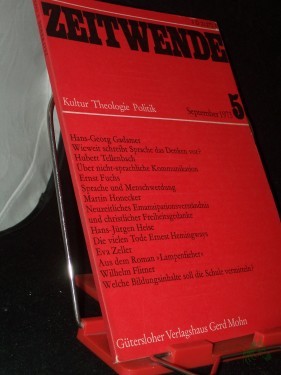 ZEITWENDE
Kultur Theologie Politik
September 1973 5
Hans-Georg Gadamer
Wieweit schreibt Sprache das Denken vor?
Hubert Tellenbach
Über nicht-sprachliche Kommunikation
Ernst Fuchs
Sprache und Menschwerdung
Martin Honecker
Neuzeitliches Emanzipationsverständnis
und christlicher Freiheitsgedanke
Hans-Jürgen Heise
Die vielen Tode Ernest Hemingways
Eva Zeller
Aus dem Roman »Lampenfieber«
Wilhelm Flitner
Welche Bildungsinhalte soll die Schule vermitteln?
Gütersloher Verlagshaus Gerd Mohn